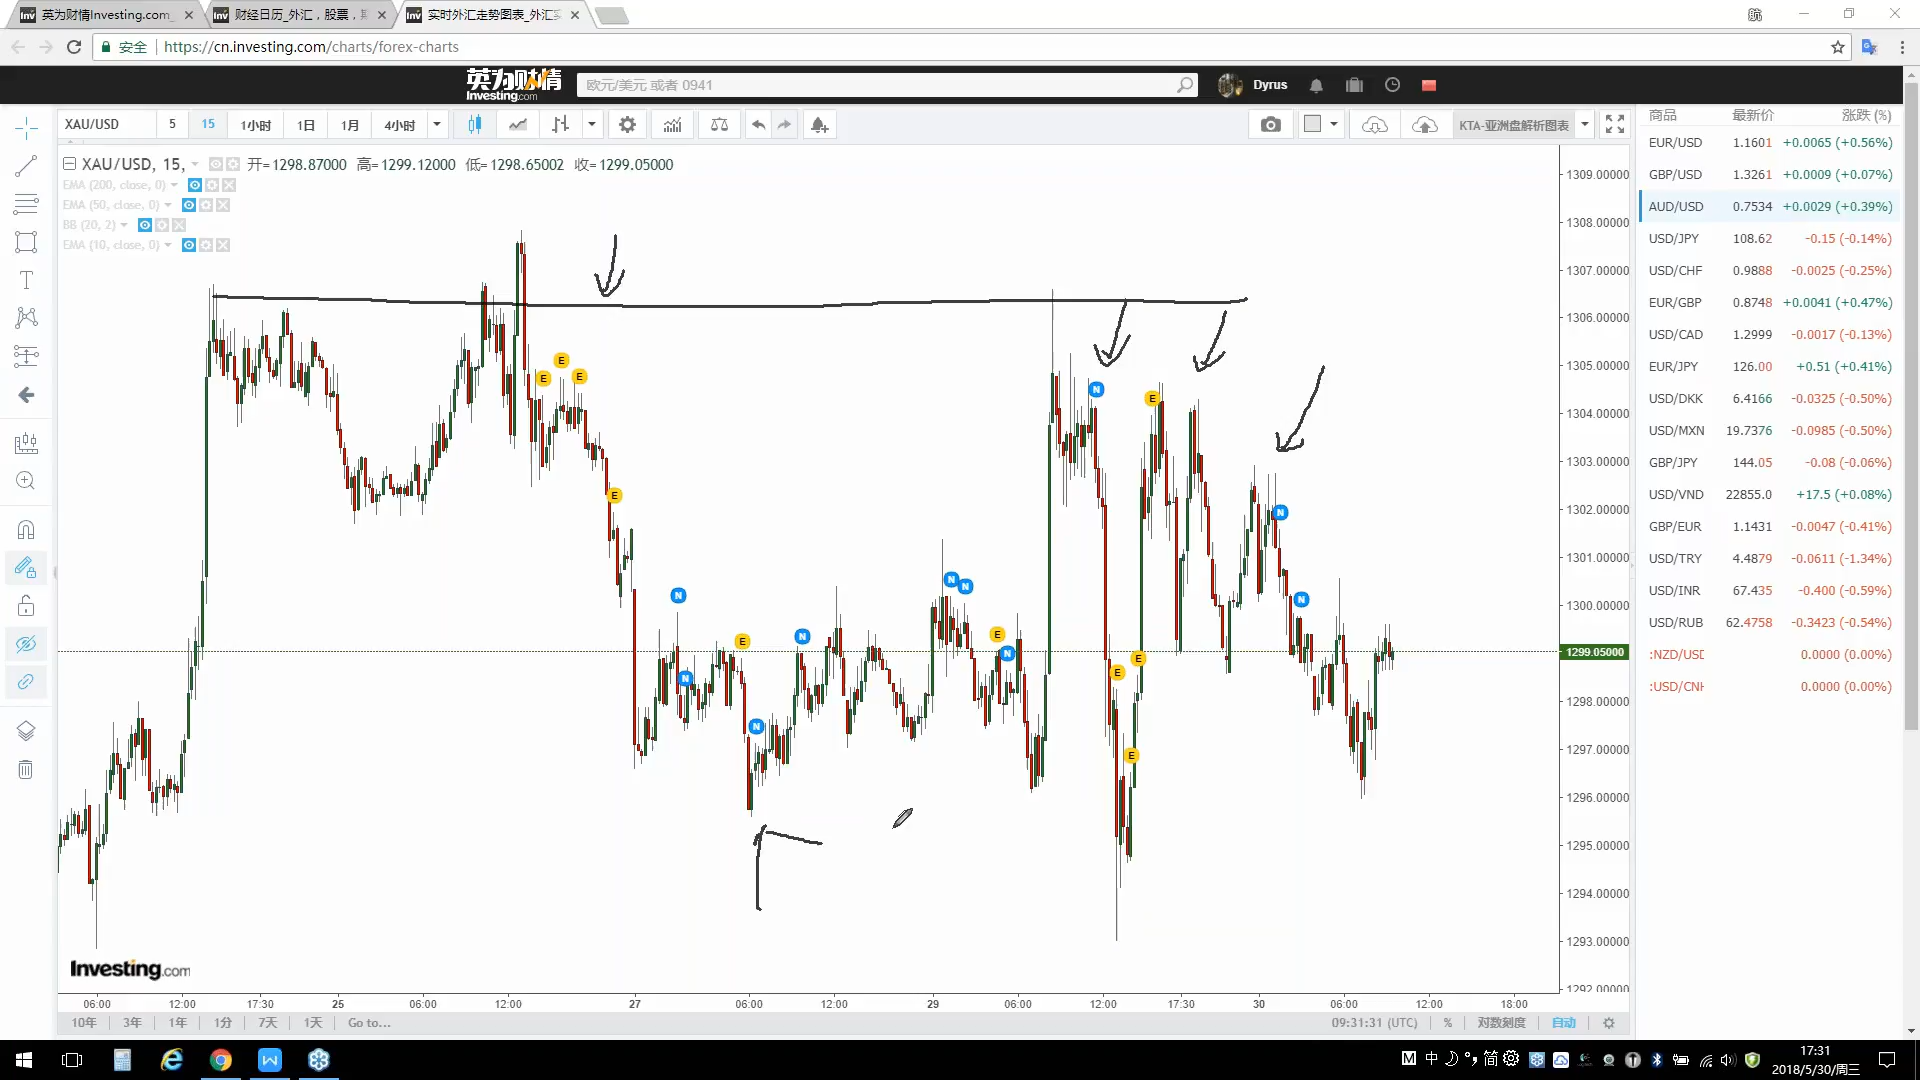 英为财情Investing.com_
财经日历_外汇，股票，期
实时外汇走势图表_外汇实
航
安全 https://cn.investing.com/charts/forex-charts
英为财情
Investing.com
欧元/美元 或者 0941
Dyrus
XAU/USD 5 15 1小时 1日 1月 4小时
KTA-亚洲盘解析图表
XAU/USD, 15, 开=1298.87000 高=1299.12000 低=1298.65002 收=1299.05000
EMA (200, close, 0)
EMA (50, close, 0)
BB (20, 2)
EMA (10, close, 0)
1309.00000
1308.00000
1307.00000
1306.00000
1305.00000
1304.00000
1303.00000
1302.00000
1301.00000
1300.00000
1299.05000
1298.00000
1297.00000
1296.00000
1295.00000
1294.00000
1293.00000
1292.00000
Investing.com
06:00 12:00 17:30 25 06:00 12:00 27 06:00 12:00 29 06:00 12:00 17:30 30 06:00 12:00 18:00
10年 3年 1年 1分 7天 1天 Go to...
09:31:31 (UTC) % 对数刻度 自动
商品 最新价 涨跌 (%)
EUR/USD 1.1601 +0.0065 (+0.56%)
GBP/USD 1.3261 +0.0009 (+0.07%)
AUD/USD 0.7534 +0.0029 (+0.39%)
USD/JPY 108.62 -0.15 (-0.14%)
USD/CHF 0.9888 -0.0025 (-0.25%)
EUR/GBP 0.8748 +0.0041 (+0.47%)
USD/CAD 1.2999 -0.0017 (-0.13%)
EUR/JPY 126.00 +0.51 (+0.41%)
USD/DKK 6.4166 -0.0325 (-0.50%)
USD/MXN 19.7376 -0.0985 (-0.50%)
GBP/JPY 144.05 -0.08 (-0.06%)
USD/VND 22855.0 +17.5 (+0.08%)
GBP/EUR 1.1431 -0.0047 (-0.41%)
USD/TRY 4.4879 -0.0611 (-1.34%)
USD/INR 67.435 -0.400 (-0.59%)
USD/RUB 62.4758 -0.3423 (-0.54%)
:NZD/USD 0.0000 (0.00%)
:USD/CNH 0.0000 (0.00%)
M 中 简
17:31
2018/5/30/周三